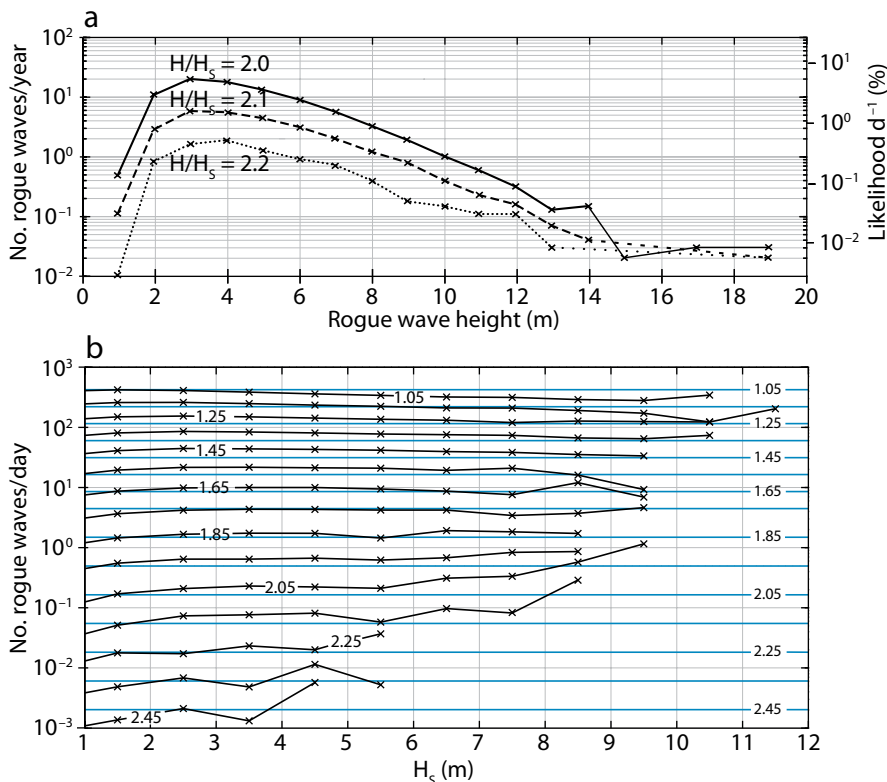 a
10²
10¹
10⁰
10⁻¹
10⁻²
No. rogue waves/year
H/Hₛ = 2.0
H/Hₛ = 2.1
H/Hₛ = 2.2
10¹
10⁰
10⁻¹
10⁻²
Likelihood d⁻¹ (%)
0 2 4 6 8 10 12 14 16 18 20
Rogue wave height (m)
b
10³
10²
10¹
10⁰
10⁻¹
10⁻²
10⁻³
No. rogue waves/day
1.05 1.05
1.25 1.25
1.45 1.45
1.65 1.65
1.85 1.85
2.05 2.05
2.25 2.25
2.45 2.45
1 2 3 4 5 6 7 8 9 10 11 12
Hₛ (m)